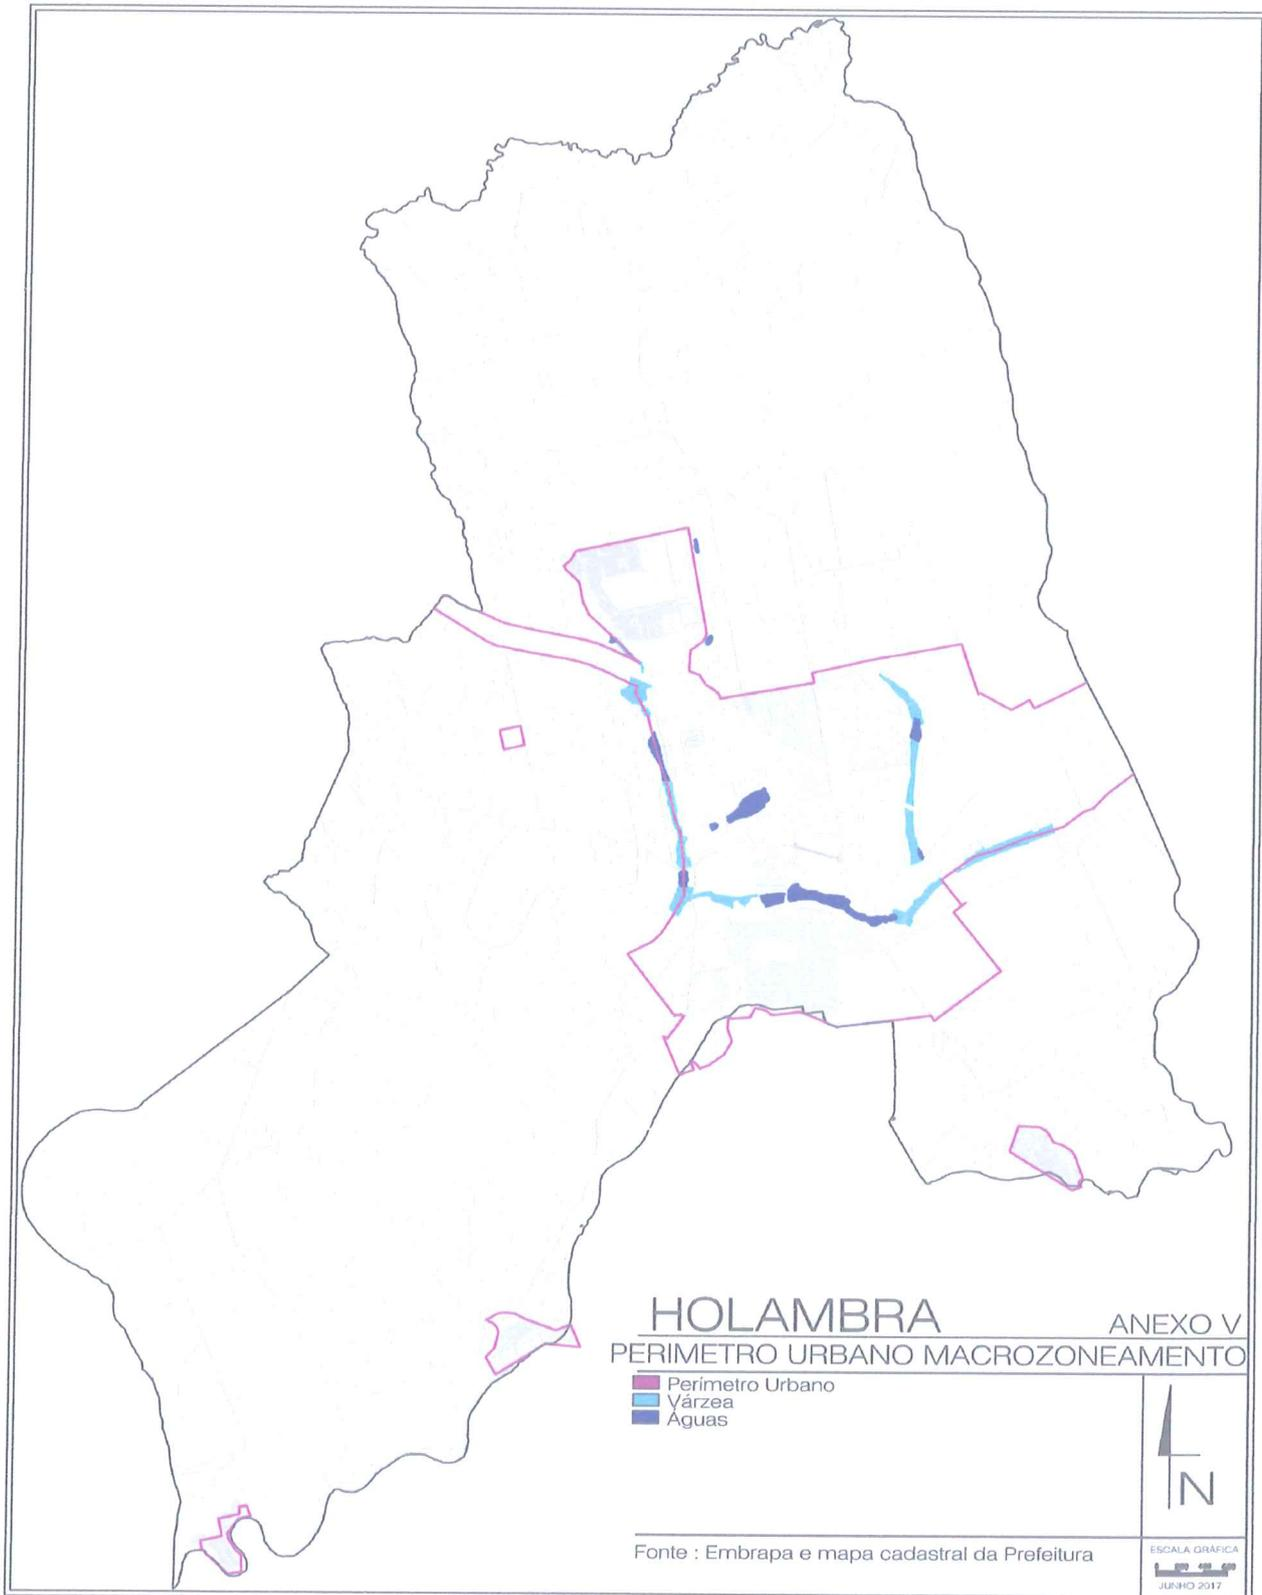 HOLAMBRA
ANEXO V
PERIMETRO URBANO MACROZONEAMENTO
Perímetro Urbano
Várzea
Águas
N
Fonte : Embrapa e mapa cadastral da Prefeitura
ESCALA GRÁFICA
JUNHO 2017